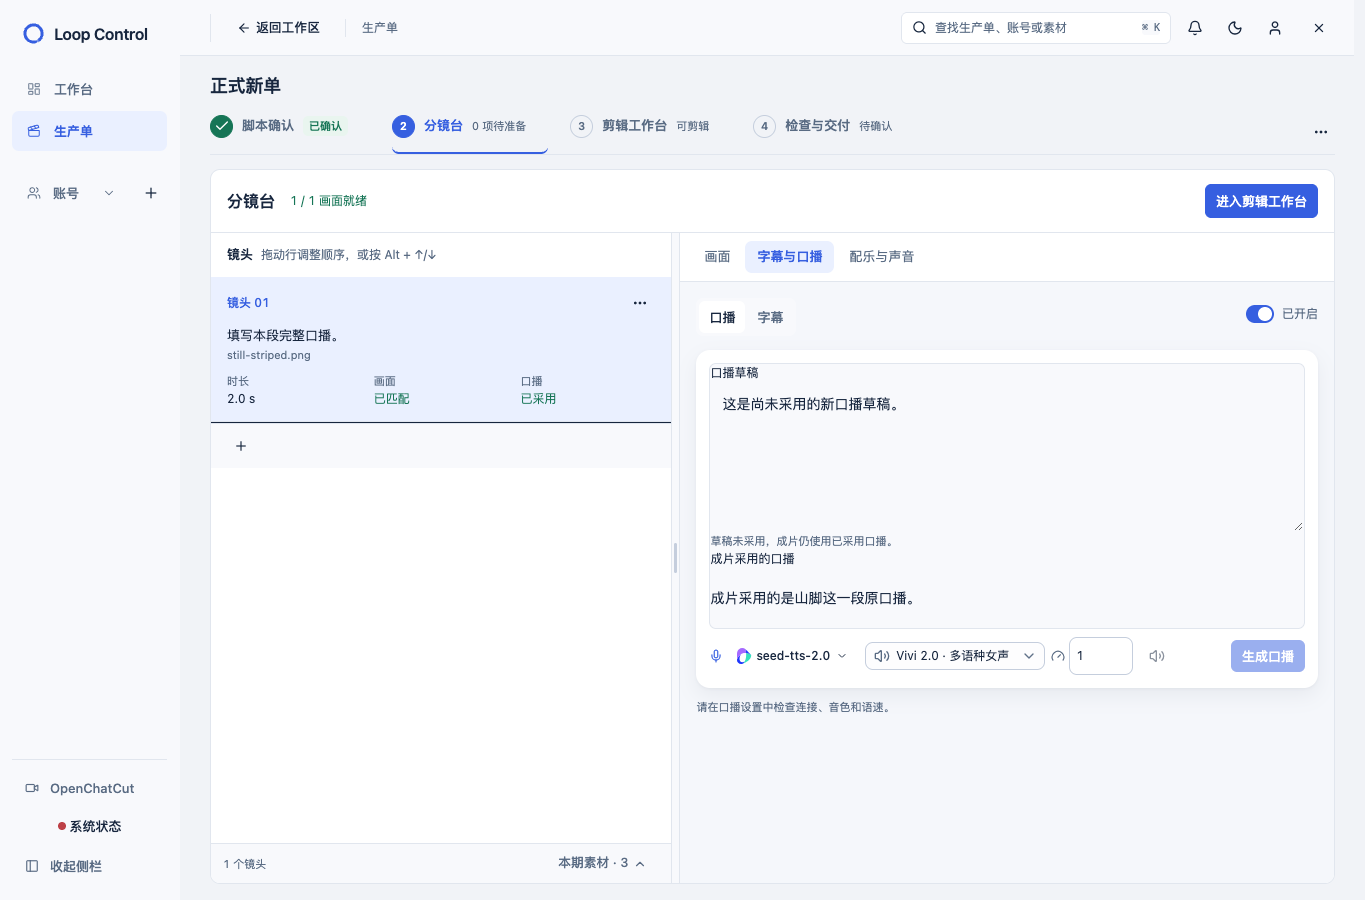 Loop Control
返回工作区
生产单
查找生产单、账号或素材
⌘ K
工作台
生产单
账号
正式新单
脚本确认 已确认
2 分镜台 0 项待准备
3 剪辑工作台 可剪辑
4 检查与交付 待确认
分镜台 1 / 1 画面就绪
进入剪辑工作台
镜头 拖动行调整顺序，或按 Alt + ↑/↓
镜头 01
填写本段完整口播。
still-striped.png
时长 画面 口播
2.0 s 已匹配 已采用
1 个镜头
本期素材 · 3
画面 字幕与口播 配乐与声音
口播 字幕
已开启
口播草稿
这是尚未采用的新口播草稿。
草稿未采用，成片仍使用已采用口播。
成片采用的口播
成片采用的是山脚这一段原口播。
seed-tts-2.0
Vivi 2.0 · 多语种女声
1
生成口播
请在口播设置中检查连接、音色和语速。
OpenChatCut
系统状态
收起侧栏